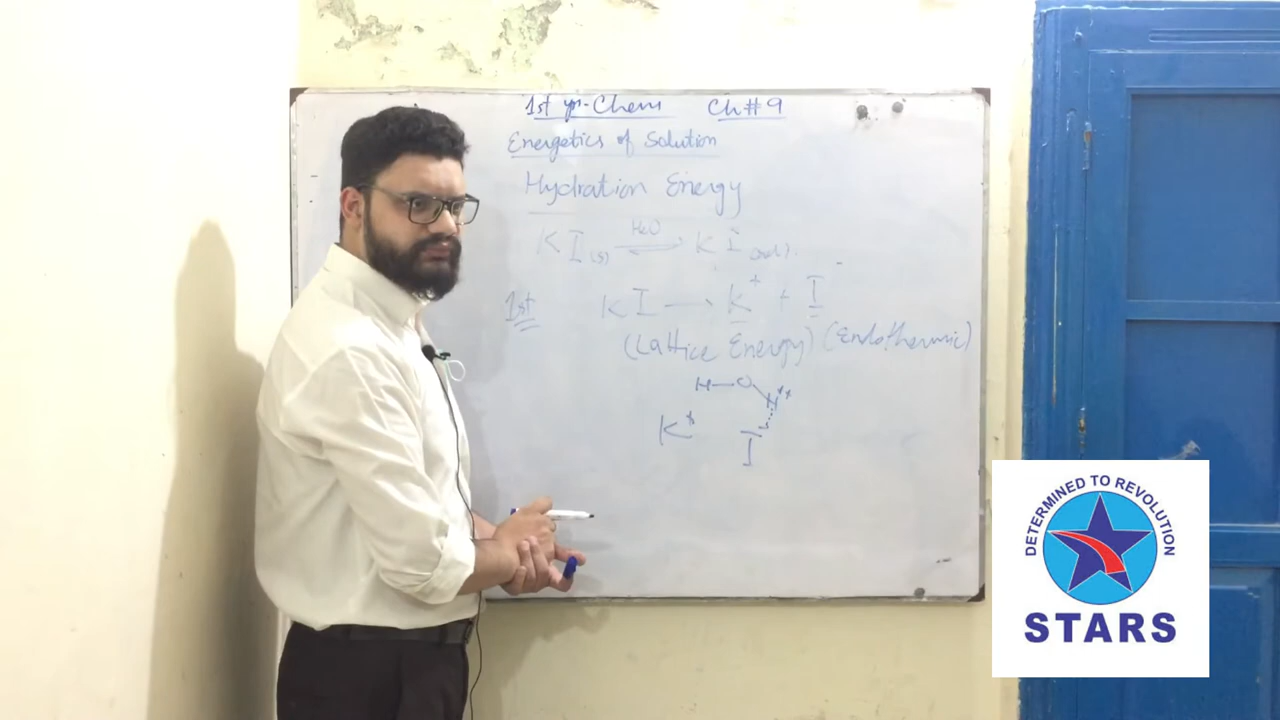 1st yr-Chem Ch#9
Energetics of Solution
Hydration Energy
H2O
KI(s) ⇌ KI (sol).
1st KI → K+ + I-
(Lattice Energy) (Endothermic)
H—O
H++
K+ I
DETERMINED TO REVOLUTION
STARS